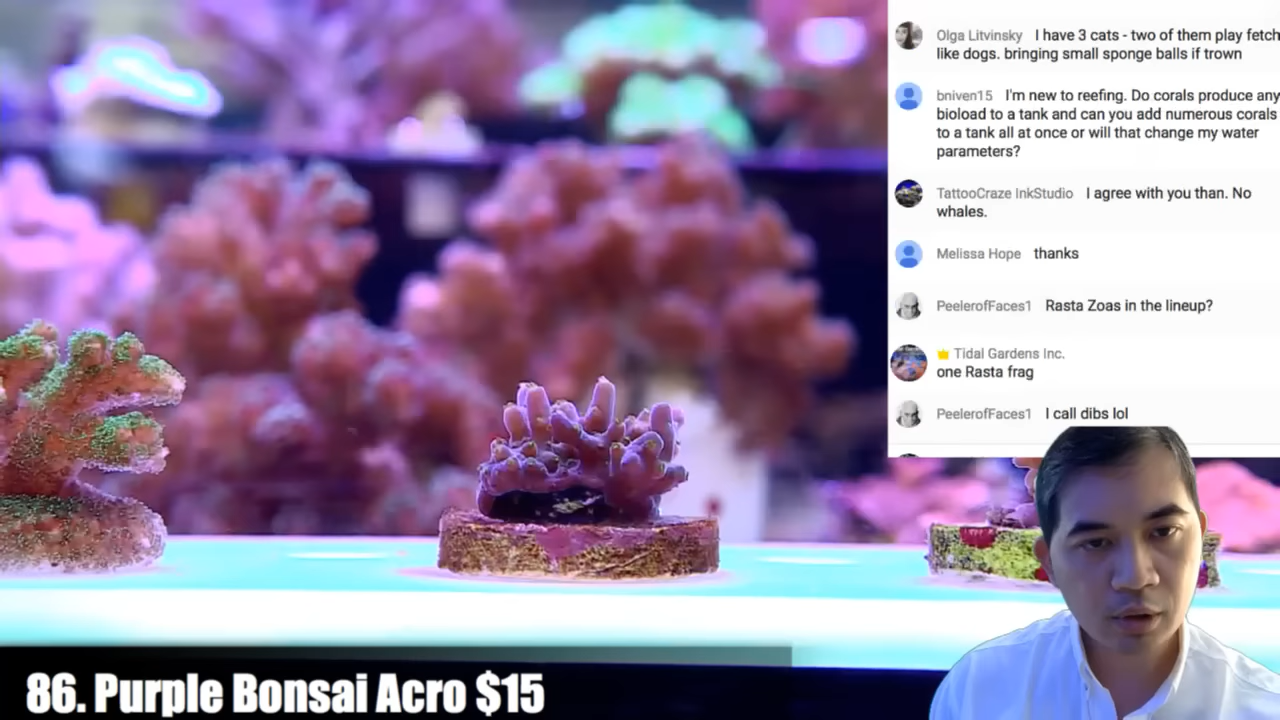 Olga Litvinsky I have 3 cats - two of them play fetch
like dogs. bringing small sponge balls if trown
bniven15 I'm new to reefing. Do corals produce any
bioload to a tank and can you add numerous corals
to a tank all at once or will that change my water
parameters?
TattooCraze InkStudio I agree with you than. No
whales.
Melissa Hope thanks
PeelerofFaces1 Rasta Zoas in the lineup?
Tidal Gardens Inc.
one Rasta frag
PeelerofFaces1 I call dibs lol
86. Purple Bonsai Acro $15